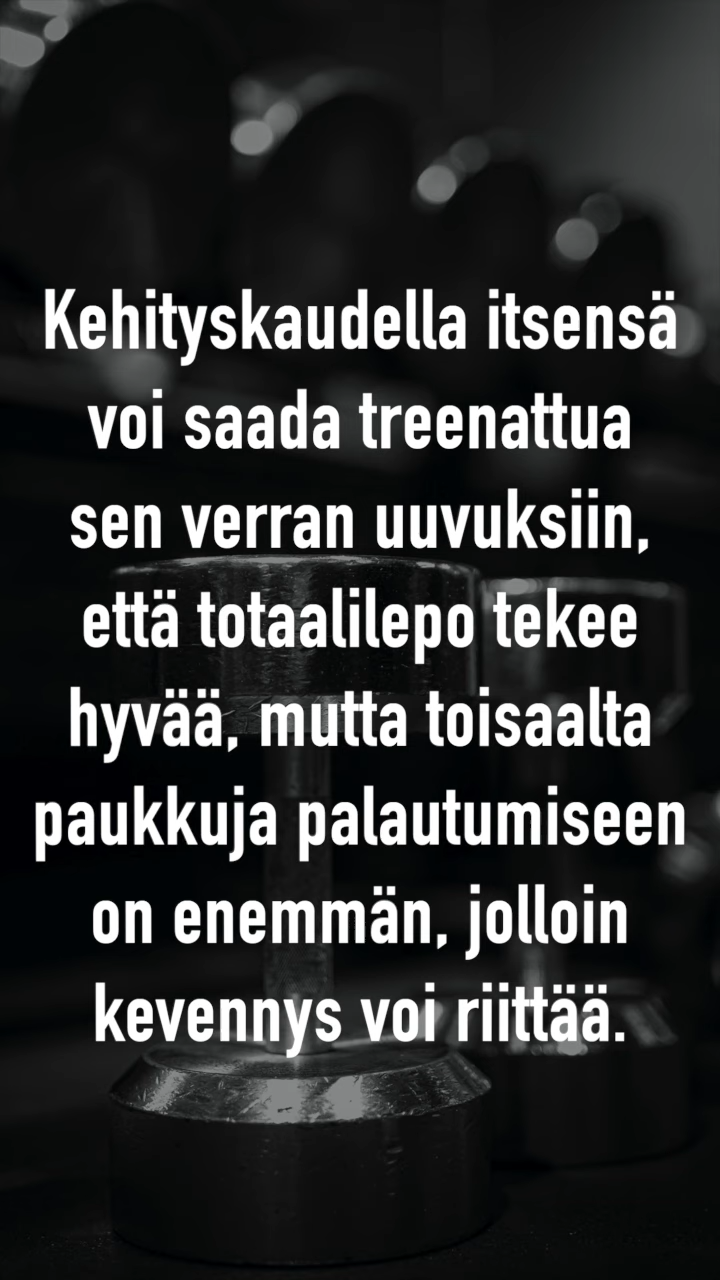 Kehityskaudella itsensä
voi saada treenattua
sen verran uuvuksiin,
että totaalilepo tekee
hyvää, mutta toisaalta
paukkuja palautumiseen
on enemmän, jolloin
kevennys voi riittää.